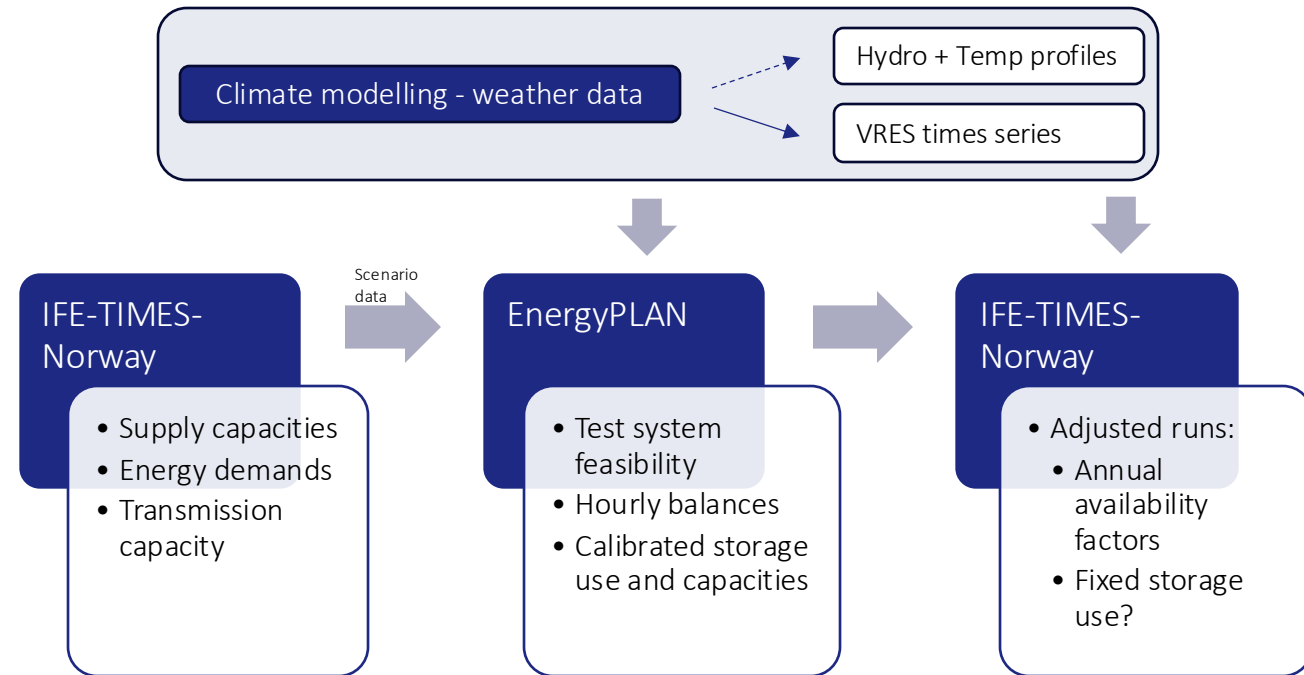 Climate modelling - weather data
Hydro + Temp profiles
VRES times series
IFE-TIMES-
Norway
• Supply capacities
• Energy demands
• Transmission
capacity
Scenario
data
EnergyPLAN
• Test system
feasibility
• Hourly balances
• Calibrated storage
use and capacities
IFE-TIMES-
Norway
• Adjusted runs:
• Annual
availability
factors
• Fixed storage
use?